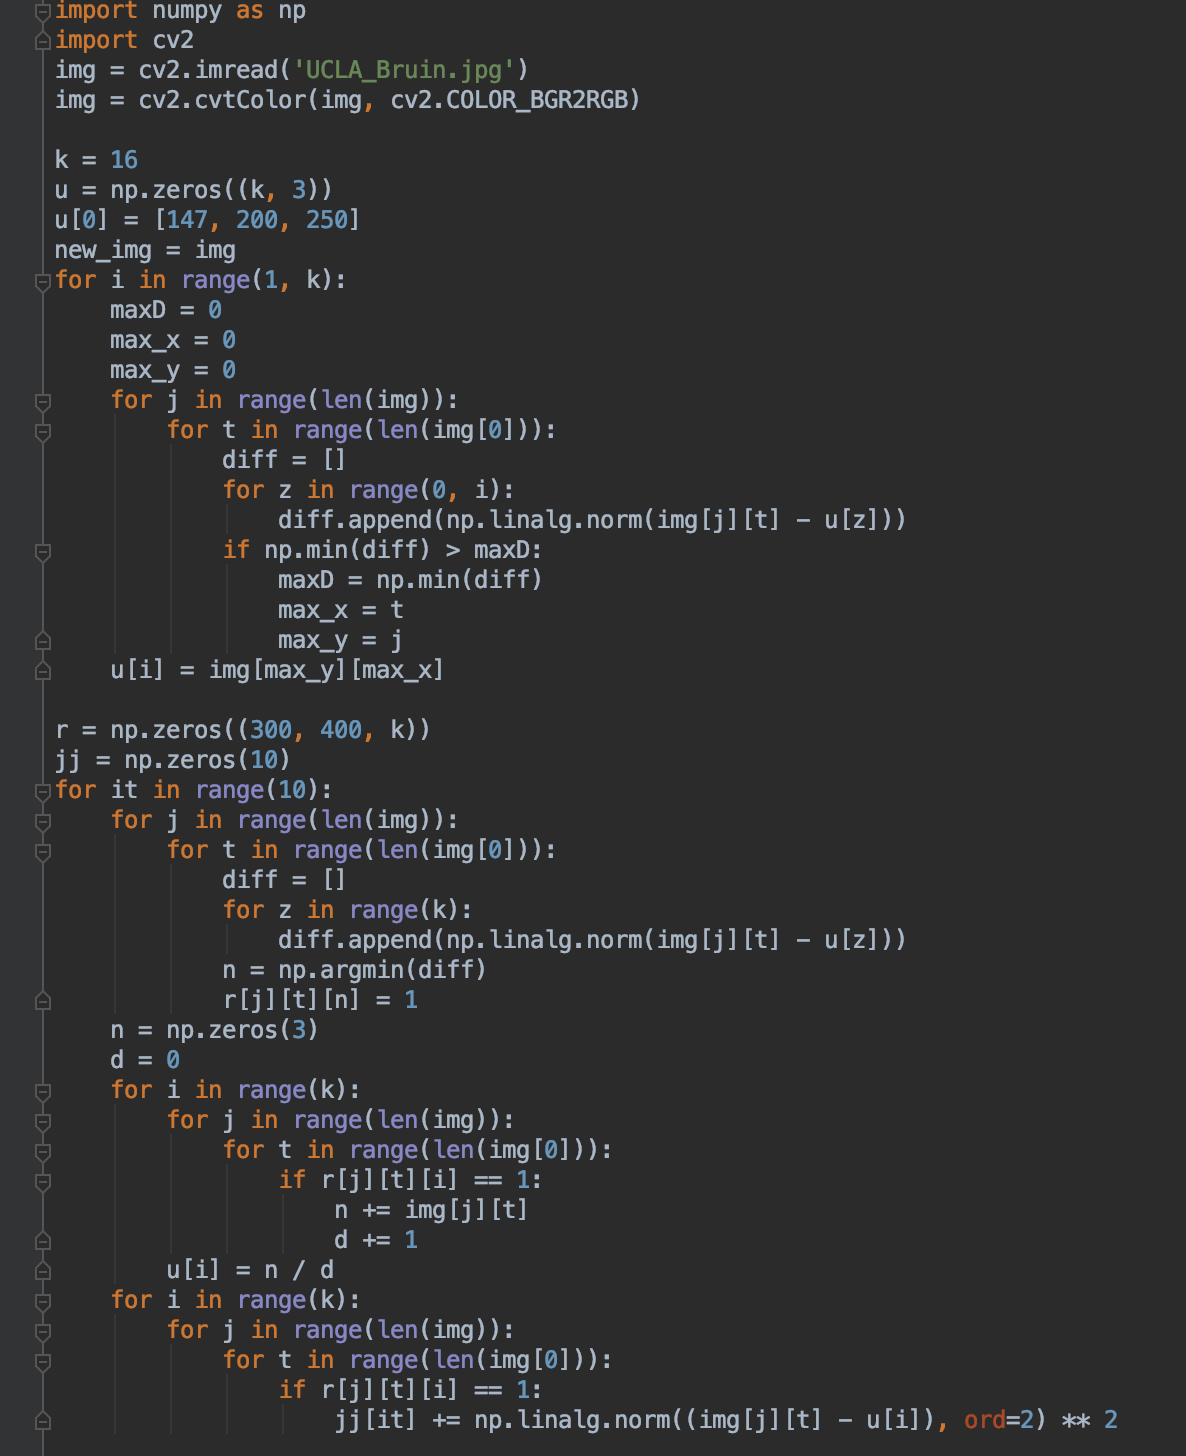 import numpy as np
import cv2
img = cv2.imread('UCLA_Bruin.jpg')
img = cv2.cvtColor(img, cv2.COLOR_BGR2RGB)

k = 16
u = np.zeros((k, 3))
u[0] = [147, 200, 250]
new_img = img
for i in range(1, k):
    maxD = 0
    max_x = 0
    max_y = 0
    for j in range(len(img)):
        for t in range(len(img[0])):
            diff = []
            for z in range(0, i):
                diff.append(np.linalg.norm(img[j][t] - u[z]))
            if np.min(diff) > maxD:
                maxD = np.min(diff)
                max_x = t
                max_y = j
    u[i] = img[max_y][max_x]

r = np.zeros((300, 400, k))
jj = np.zeros(10)
for it in range(10):
    for j in range(len(img)):
        for t in range(len(img[0])):
            diff = []
            for z in range(k):
                diff.append(np.linalg.norm(img[j][t] - u[z]))
            n = np.argmin(diff)
            r[j][t][n] = 1
    n = np.zeros(3)
    d = 0
    for i in range(k):
        for j in range(len(img)):
            for t in range(len(img[0])):
                if r[j][t][i] == 1:
                    n += img[j][t]
                    d += 1
        u[i] = n / d
    for i in range(k):
        for j in range(len(img)):
            for t in range(len(img[0])):
                if r[j][t][i] == 1:
                    jj[it] += np.linalg.norm((img[j][t] - u[i]), ord=2) ** 2